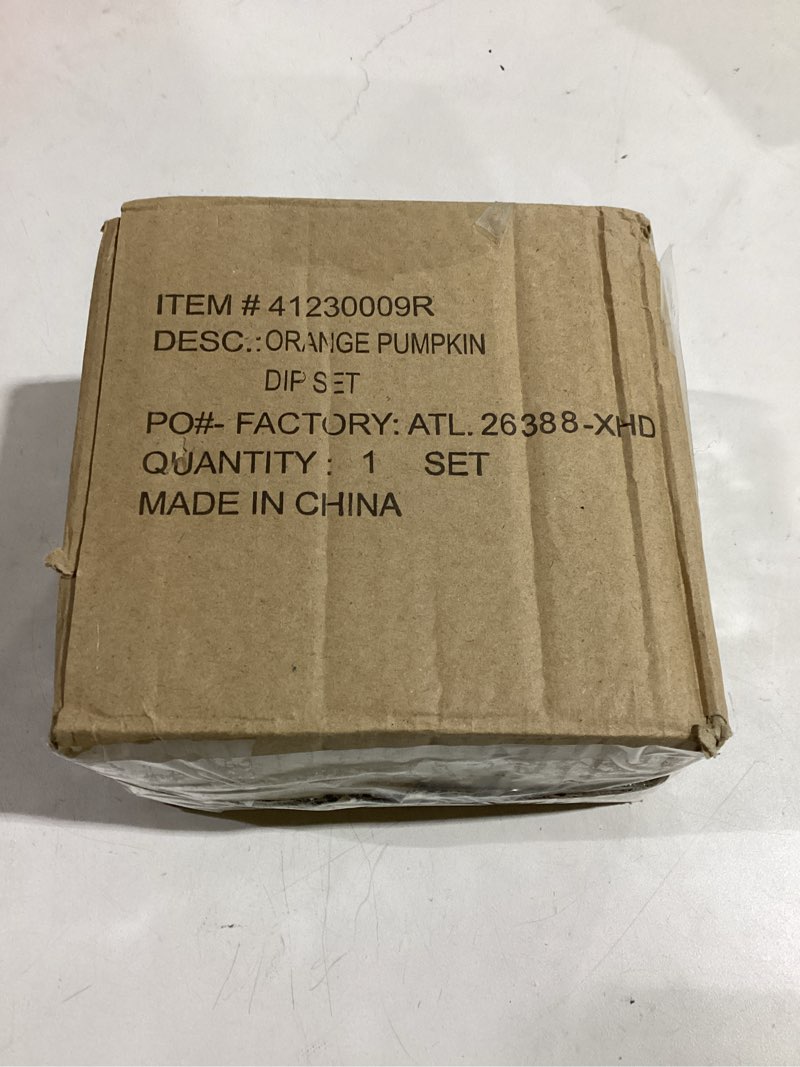 ITEM # 41230009R
DESC.: ORANGE PUMPKIN
DIP SET
PO#- FACTORY: ATL. 26388-XHD
QUANTITY : 1 SET
MADE IN CHINA